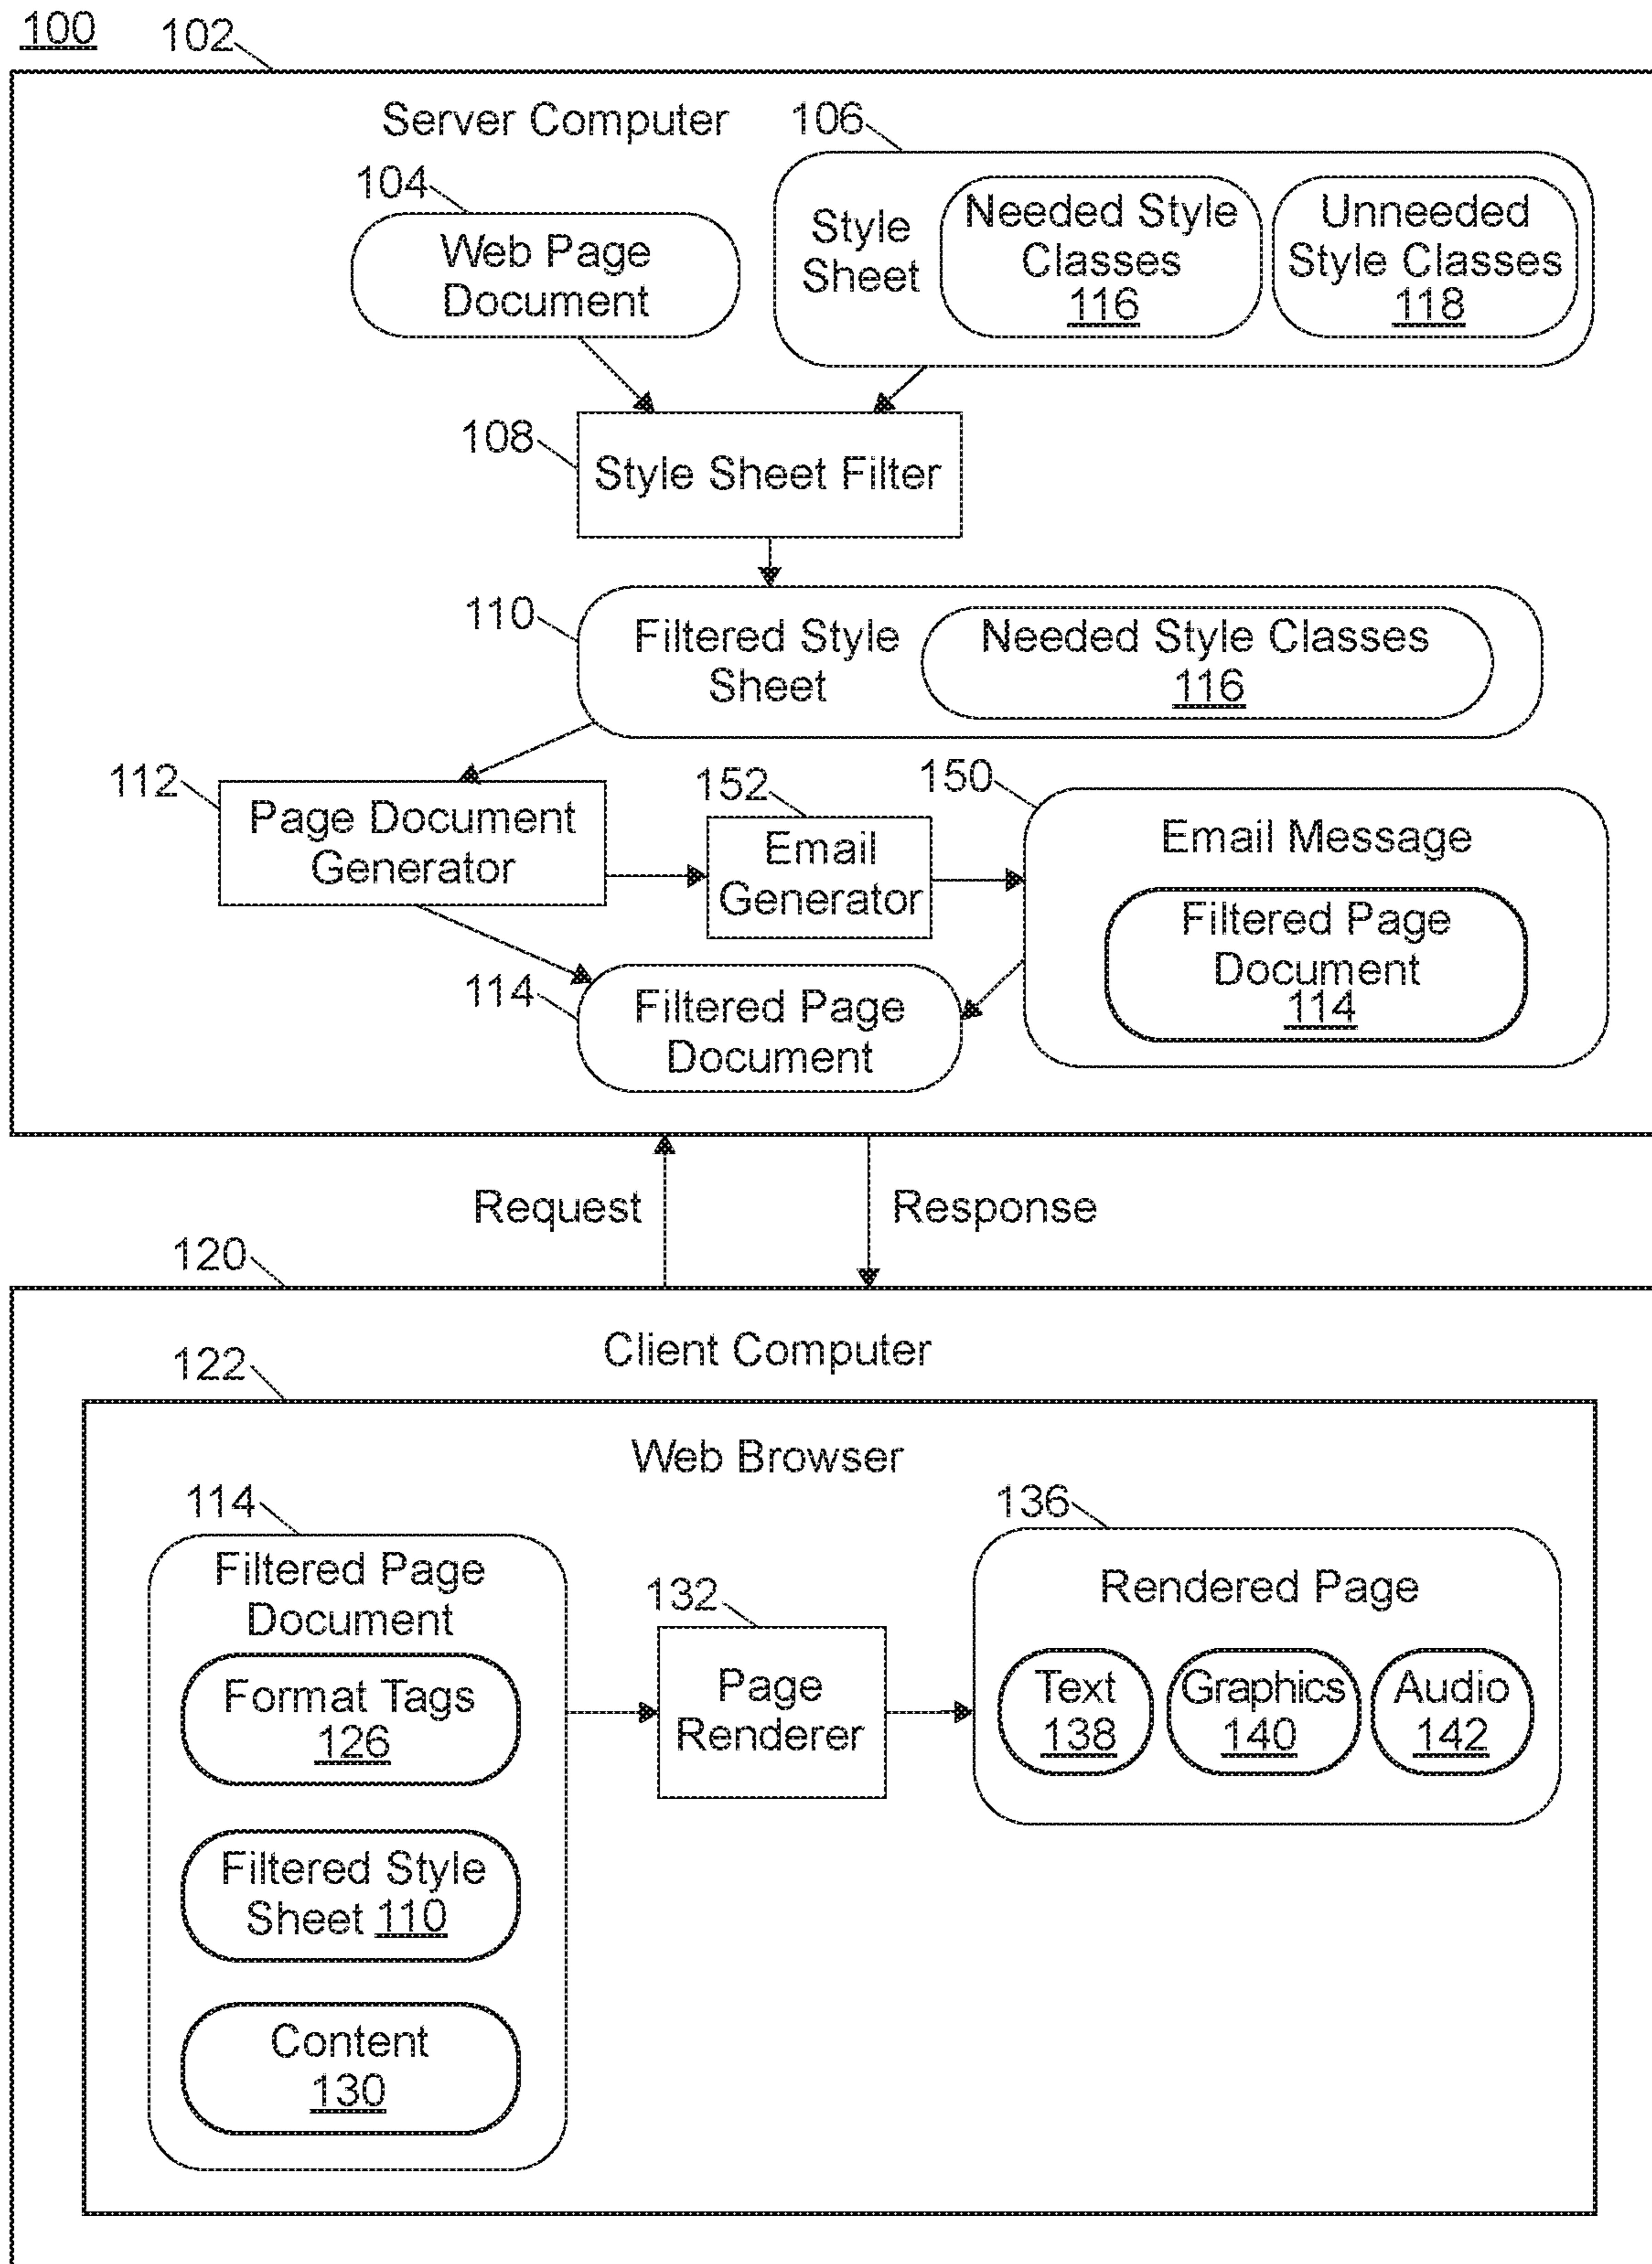 100
102
Server Computer
104
Web Page
Document
106
Style
Sheet
Needed Style
Classes
116
Unneeded
Style Classes
118
108
Style Sheet Filter
110
Filtered Style
Sheet
Needed Style Classes
116
112
Page Document
Generator
152
Email
Generator
150
Email Message
Filtered Page
Document
114
114
Filtered Page
Document
Request
Response
120
Client Computer
122
Web Browser
114
Filtered Page
Document
Format Tags
126
Filtered Style
Sheet 110
Content
130
132
Page
Renderer
136
Rendered Page
Text
138
Graphics
140
Audio
142